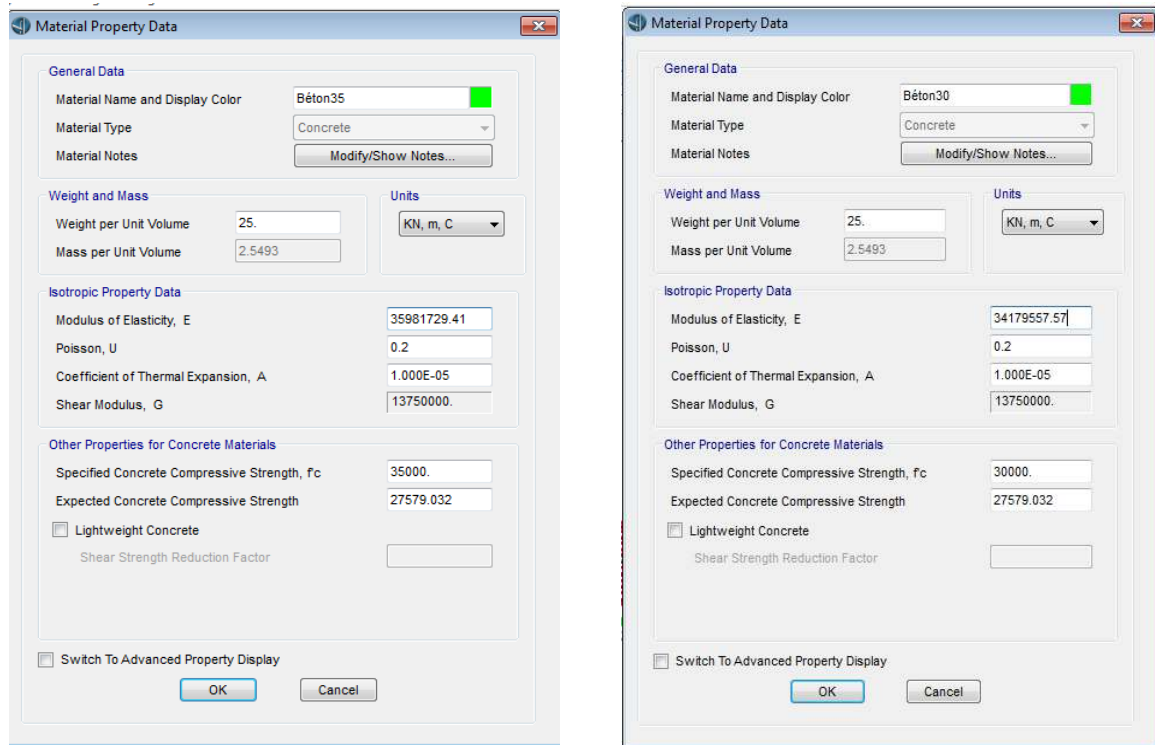 Material Property Data
General Data
Material Name and Display Color Béton35
Material Type Concrete
Material Notes Modify/Show Notes...
Weight and Mass
Weight per Unit Volume 25.
Mass per Unit Volume 2.5493
Units
KN, m, C
Isotropic Property Data
Modulus of Elasticity, E 35981729.41
Poisson, U 0.2
Coefficient of Thermal Expansion, A 1.000E-05
Shear Modulus, G 13750000.
Other Properties for Concrete Materials
Specified Concrete Compressive Strength, f'c 35000.
Expected Concrete Compressive Strength 27579.032
Lightweight Concrete
Shear Strength Reduction Factor
Switch To Advanced Property Display
OK Cancel
Material Property Data
General Data
Material Name and Display Color Béton30
Material Type Concrete
Material Notes Modify/Show Notes...
Weight and Mass
Weight per Unit Volume 25.
Mass per Unit Volume 2.5493
Units
KN, m, C
Isotropic Property Data
Modulus of Elasticity, E 34179557.57
Poisson, U 0.2
Coefficient of Thermal Expansion, A 1.000E-05
Shear Modulus, G 13750000.
Other Properties for Concrete Materials
Specified Concrete Compressive Strength, f'c 30000.
Expected Concrete Compressive Strength 27579.032
Lightweight Concrete
Shear Strength Reduction Factor
Switch To Advanced Property Display
OK Cancel